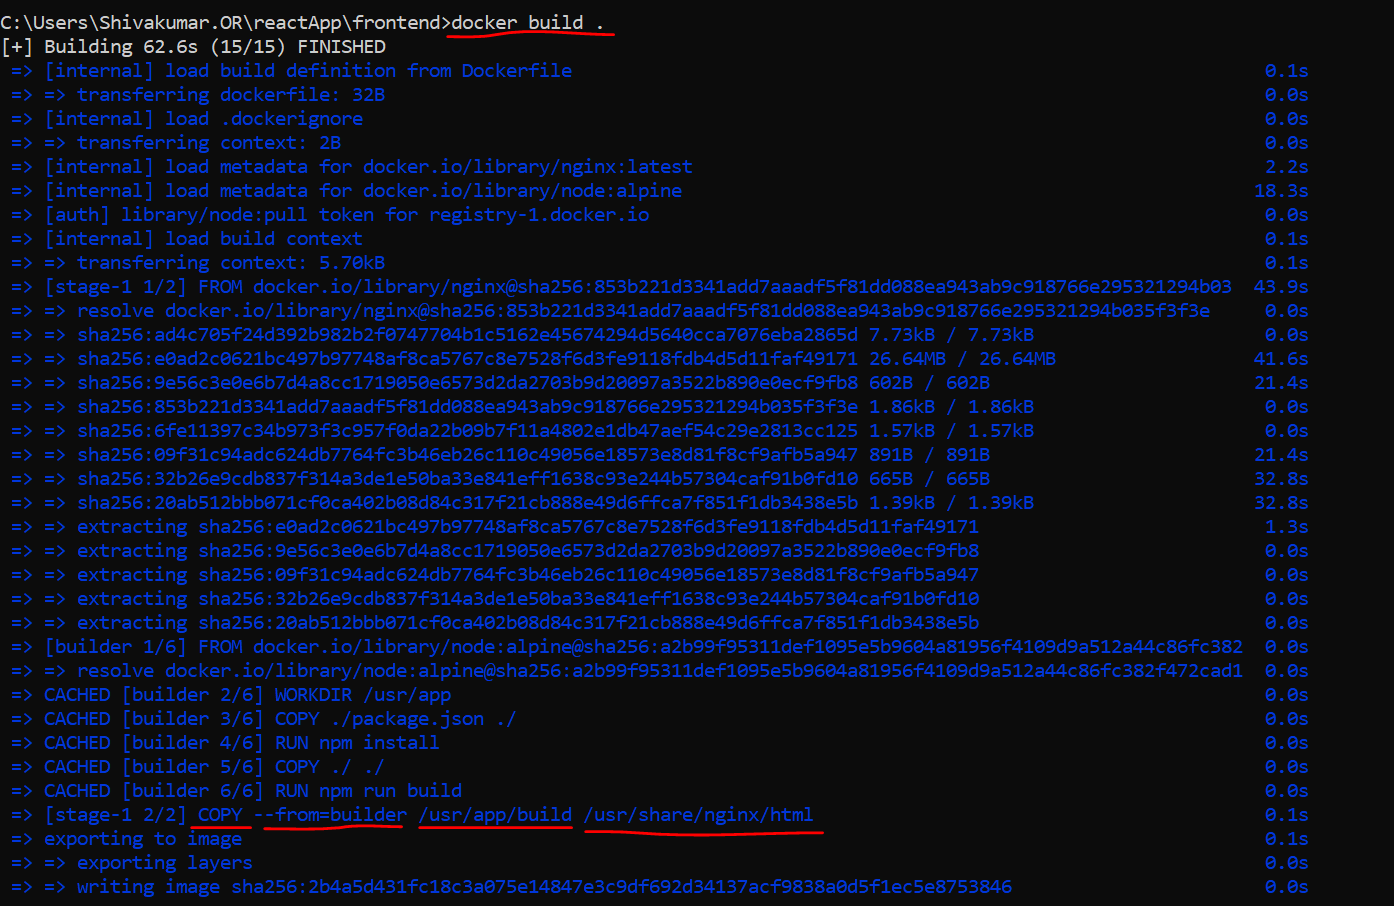 C:\Users\Shivakumar.OR\reactApp\frontend>docker build .
[+] Building 62.6s (15/15) FINISHED
=> [internal] load build definition from Dockerfile 0.1s
=> => transferring dockerfile: 32B 0.0s
=> [internal] load .dockerignore 0.0s
=> => transferring context: 2B 0.0s
=> [internal] load metadata for docker.io/library/nginx:latest 2.2s
=> [internal] load metadata for docker.io/library/node:alpine 18.3s
=> [auth] library/node:pull token for registry-1.docker.io 0.0s
=> [internal] load build context 0.1s
=> => transferring context: 5.70kB 0.1s
=> [stage-1 1/2] FROM docker.io/library/nginx@sha256:853b221d3341add7aaadf5f81dd088ea943ab9c918766e295321294b03 43.9s
=> => resolve docker.io/library/nginx@sha256:853b221d3341add7aaadf5f81dd088ea943ab9c918766e295321294b035f3f3e 0.0s
=> => sha256:ad4c705f24d392b982b2f0747704b1c5162e45674294d5640cca7076eba2865d 7.73kB / 7.73kB 0.0s
=> => sha256:e0ad2c0621bc497b97748af8ca5767c8e7528f6d3fe9118fdb4d5d11faf49171 26.64MB / 26.64MB 41.6s
=> => sha256:9e56c3e0e6b7d4a8cc1719050e6573d2da2703b9d20097a3522b890e0ecf9fb8 602B / 602B 21.4s
=> => sha256:853b221d3341add7aaadf5f81dd088ea943ab9c918766e295321294b035f3f3e 1.86kB / 1.86kB 0.0s
=> => sha256:6fe11397c34b973f3c957f0da22b09b7f11a4802e1db47aef54c29e2813cc125 1.57kB / 1.57kB 0.0s
=> => sha256:09f31c94adc624db7764fc3b46eb26c110c49056e18573e8d81f8cf9afb5a947 891B / 891B 21.4s
=> => sha256:32b26e9cdb837f314a3de1e50ba33e841eff1638c93e244b57304caf91b0fd10 665B / 665B 32.8s
=> => sha256:20ab512bbb071cf0ca402b08d84c317f21cb888e49d6ffca7f851f1db3438e5b 1.39kB / 1.39kB 32.8s
=> => extracting sha256:e0ad2c0621bc497b97748af8ca5767c8e7528f6d3fe9118fdb4d5d11faf49171 1.3s
=> => extracting sha256:9e56c3e0e6b7d4a8cc1719050e6573d2da2703b9d20097a3522b890e0ecf9fb8 0.0s
=> => extracting sha256:09f31c94adc624db7764fc3b46eb26c110c49056e18573e8d81f8cf9afb5a947 0.0s
=> => extracting sha256:32b26e9cdb837f314a3de1e50ba33e841eff1638c93e244b57304caf91b0fd10 0.0s
=> => extracting sha256:20ab512bbb071cf0ca402b08d84c317f21cb888e49d6ffca7f851f1db3438e5b 0.0s
=> [builder 1/6] FROM docker.io/library/node:alpine@sha256:a2b99f95311def1095e5b9604a81956f4109d9a512a44c86fc382 0.0s
=> => resolve docker.io/library/node:alpine@sha256:a2b99f95311def1095e5b9604a81956f4109d9a512a44c86fc382f472cad1 0.0s
=> CACHED [builder 2/6] WORKDIR /usr/app 0.0s
=> CACHED [builder 3/6] COPY ./package.json ./ 0.0s
=> CACHED [builder 4/6] RUN npm install 0.0s
=> CACHED [builder 5/6] COPY ./ ./ 0.0s
=> CACHED [builder 6/6] RUN npm run build 0.0s
=> [stage-1 2/2] COPY --from=builder /usr/app/build /usr/share/nginx/html 0.1s
=> exporting to image 0.1s
=> => exporting layers 0.0s
=> => writing image sha256:2b4a5d431fc18c3a075e14847e3c9df692d34137acf9838a0d5f1ec5e8753846 0.0s